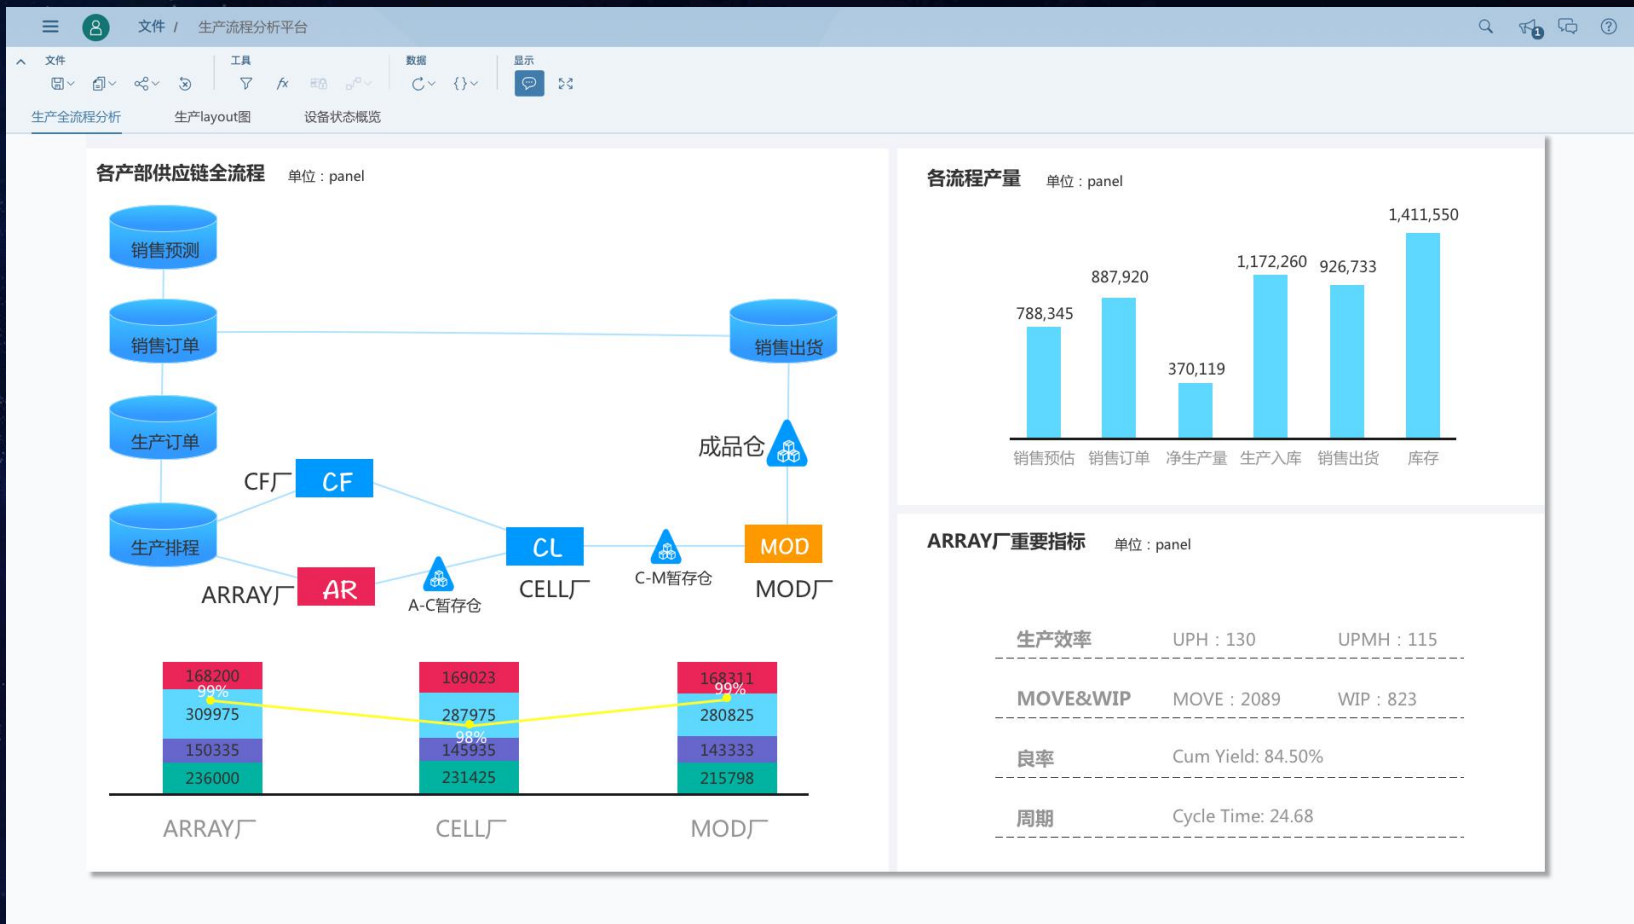 文件 / 生产流程分析平台
1
文件 工具 数据 显示
fx
{}
生产全流程分析 生产layout图 设备状态概览
各产部供应链全流程 单位：panel
销售预测
销售订单
销售出货
生产订单
成品仓
CF厂 CF
生产排程
CL
MOD
ARRAY厂 AR
A-C暂存仓
CELL厂
C-M暂存仓
MOD厂
168200 169023 168311
99% 99%
309975 287975 280825
98%
150335 145935 143333
236000 231425 215798
ARRAY厂 CELL厂 MOD厂
各流程产量 单位：panel
1,411,550
1,172,260 926,733
887,920
788,345
370,119
销售预估 销售订单 净生产量 生产入库 销售出货 库存
ARRAY厂重要指标 单位：panel
生产效率 UPH：130 UPMH：115
MOVE&WIP MOVE：2089 WIP：823
良率 Cum Yield: 84.50%
周期 Cycle Time: 24.68